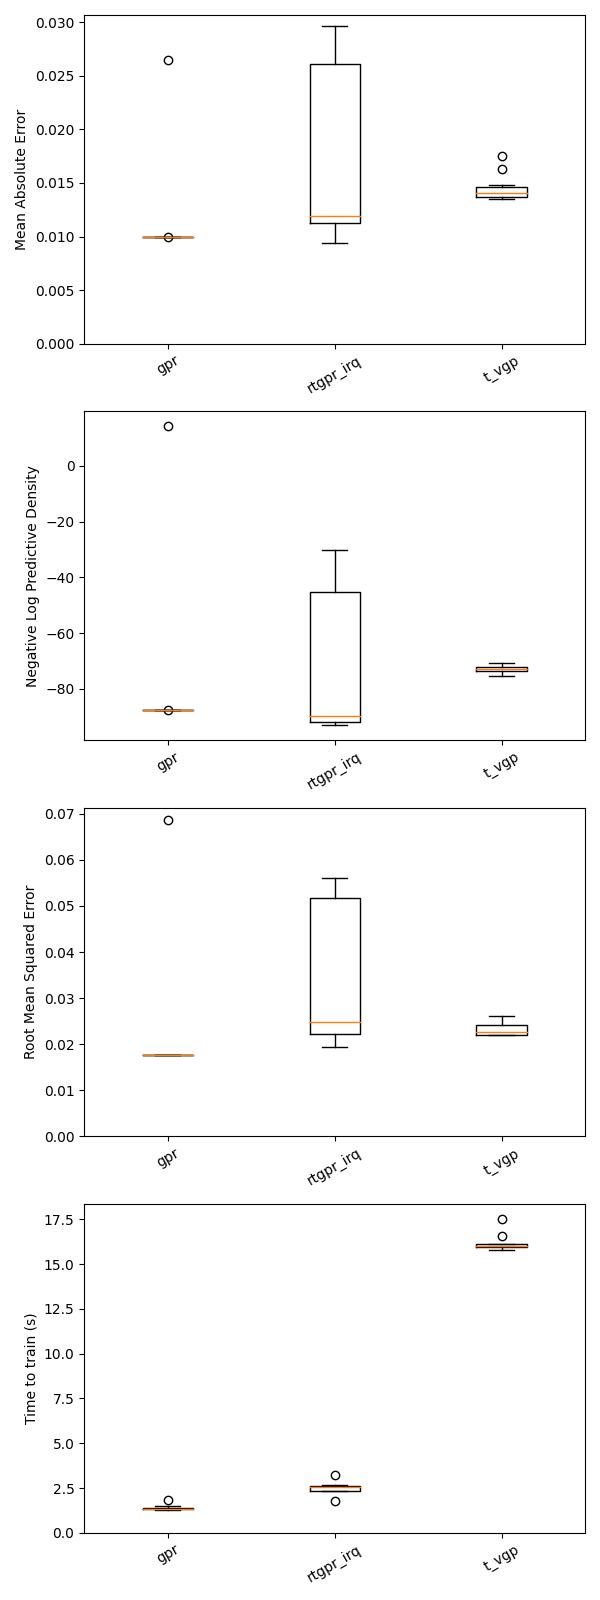 Mean Absolute Error
0.030
0.025
0.020
0.015
0.010
0.005
0.000
gpr
rtgpr_irq
t_vgp
Negative Log Predictive Density
0
−20
−40
−60
−80
gpr
rtgpr_irq
t_vgp
Root Mean Squared Error
0.07
0.06
0.05
0.04
0.03
0.02
0.01
0.00
gpr
rtgpr_irq
t_vgp
Time to train (s)
17.5
15.0
12.5
10.0
7.5
5.0
2.5
0.0
gpr
rtgpr_irq
t_vgp